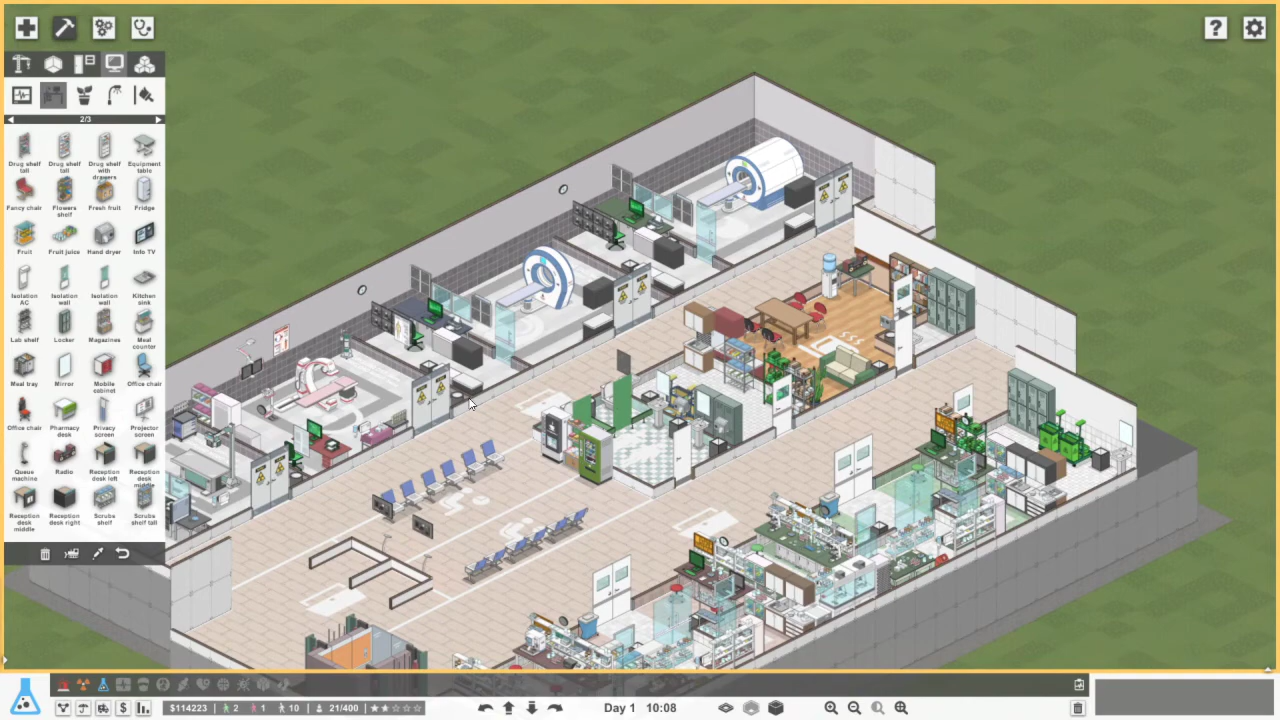 ?
2/3
Drug shelf tall
Drug shelf tall
Drug shelf with drawers
Equipment table
Fancy chair
Flowers shelf
Fresh fruit
Fridge
Fruit
Fruit juice
Hand dryer
Info TV
Isolation AC
Isolation wall
Isolation wall
Kitchen sink
Lab shelf
Locker
Magazines
Meal counter
Meal tray
Mirror
Mobile cabinet
Office chair
Office chair
Pharmacy desk
Privacy screen
Projector screen
Queue machine
Radio
Reception desk left
Reception desk middle
Reception desk middle
Reception desk right
Scrubs shelf
Scrubs shelf tall
$
$114223
2
1
10
21/400
Day 1 10:08